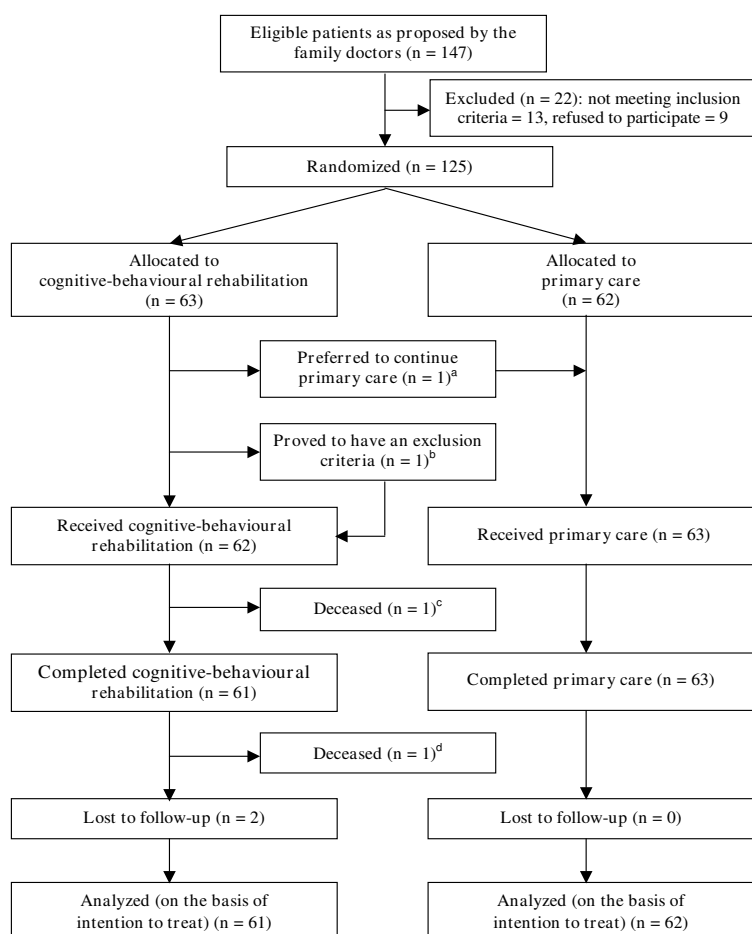 Eligible patients as proposed by the
family doctors (n = 147)
Excluded (n = 22): not meeting inclusion
criteria = 13, refused to participate = 9
Randomized (n = 125)
Allocated to
cognitive-behavioural rehabilitation
(n = 63)
Allocated to
primary care
(n = 62)
Preferred to continue
primary care (n = 1)a
Proved to have an exclusion
criteria (n = 1)b
Received cognitive-behavioural
rehabilitation (n = 62)
Received primary care (n = 63)
Deceased (n = 1)c
Completed cognitive-behavioural
rehabilitation (n = 61)
Completed primary care (n = 63)
Deceased (n = 1)d
Lost to follow-up (n = 2)
Lost to follow-up (n = 0)
Analyzed (on the basis of
intention to treat) (n = 61)
Analyzed (on the basis of
intention to treat) (n = 62)